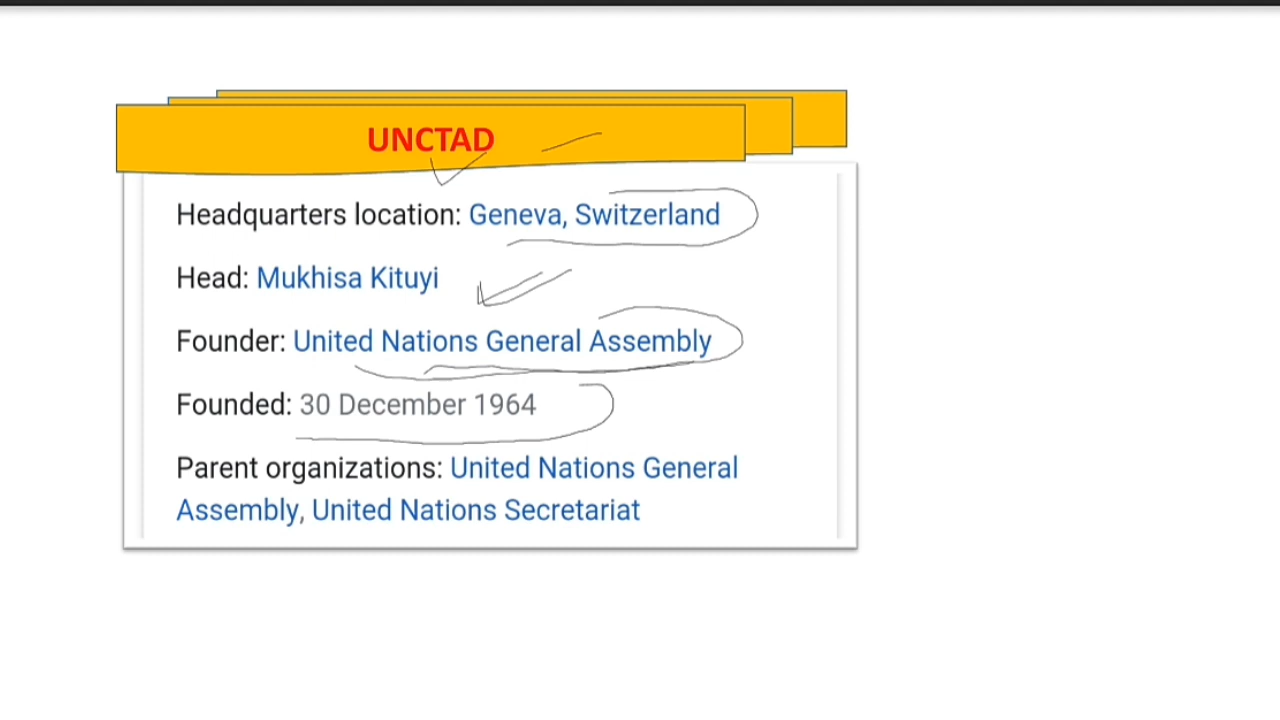 UNCTAD
Headquarters location: Geneva, Switzerland
Head: Mukhisa Kituyi
Founder: United Nations General Assembly
Founded: 30 December 1964
Parent organizations: United Nations General
Assembly, United Nations Secretariat